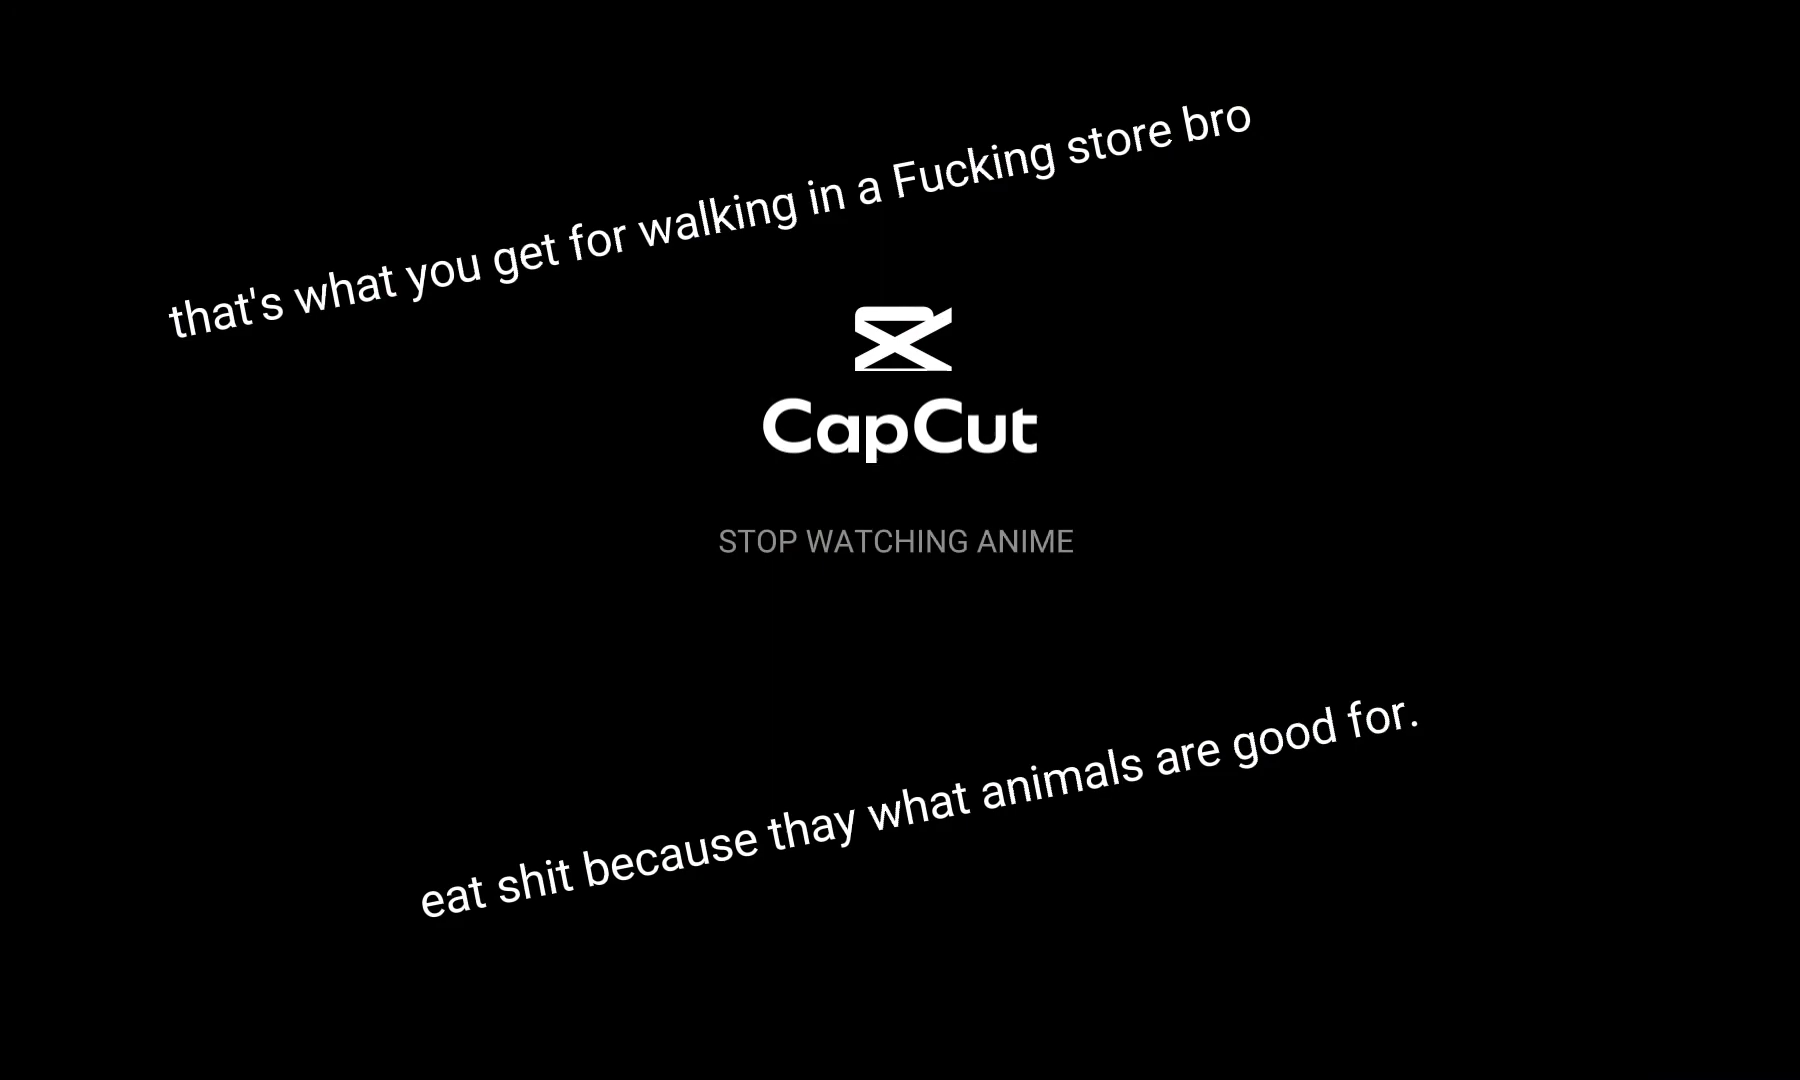 that's what you get for walking in a Fucking store bro
CapCut
STOP WATCHING ANIME
eat shit because thay what animals are good for.